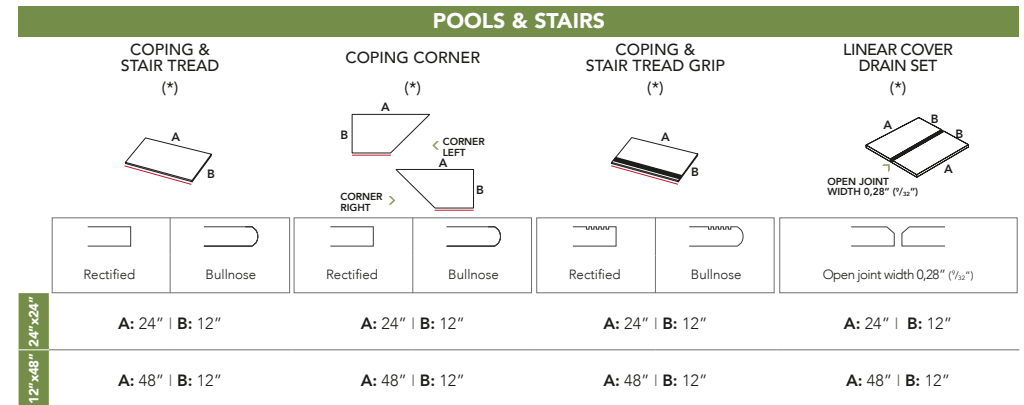 POOLS & STAIRS
COPING &
STAIR TREAD
(*)
A
B
COPING CORNER
(*)
A
B
CORNER
LEFT
A
B
CORNER
RIGHT
COPING &
STAIR TREAD GRIP
(*)
A
B
LINEAR COVER
DRAIN SET
(*)
A
B
B
A
OPEN JOINT
WIDTH 0,28" (9/32")
Rectified
Bullnose
Rectified
Bullnose
Rectified
Bullnose
Open joint width 0,28" (9/32")
24"x24"
A: 24" | B: 12"
A: 24" | B: 12"
A: 24" | B: 12"
A: 24" | B: 12"
12"x48"
A: 48" | B: 12"
A: 48" | B: 12"
A: 48" | B: 12"
A: 48" | B: 12"